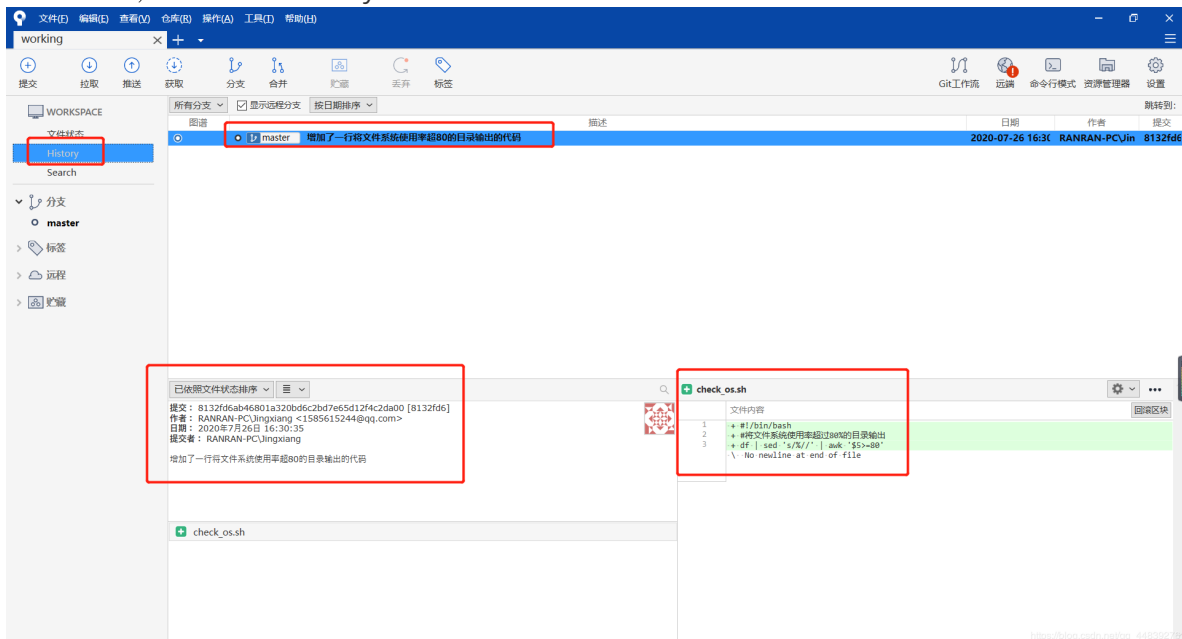 文件(F) 编辑(E) 查看(V) 仓库(R) 操作(A) 工具(T) 帮助(H)
working
提交 拉取 推送 获取 分支 合并 贮藏 丢弃 标签 Git工作流 远端 命令行模式 资源管理器 设置
WORKSPACE
文件状态
History
Search
分支
master
标签
远程
贮藏
所有分支 显示远程分支 按日期排序 跳转到:
图谱 描述 日期 作者 提交
master 增加了一行将文件系统使用率超80的目录输出的代码 2020-07-26 16:3( RANRAN-PC\Jin 8132fd6
已依照文件状态排序
提交: 8132fd6ab46801a320bd6c2bd7e65d12f4c2da00 [8132fd6]
作者: RANRAN-PC\Jingxiang <1585615244@qq.com>
日期: 2020年7月26日 16:30:35
提交者: RANRAN-PC\Jingxiang
增加了一行将文件系统使用率超80的目录输出的代码
check_os.sh
check_os.sh
文件内容 回滚区块
1 + #!/bin/bash
2 + #将文件系统使用率超过80%的目录输出
3 + df | sed 's/%//' | awk '$5>=80'
\ No newline at end of file